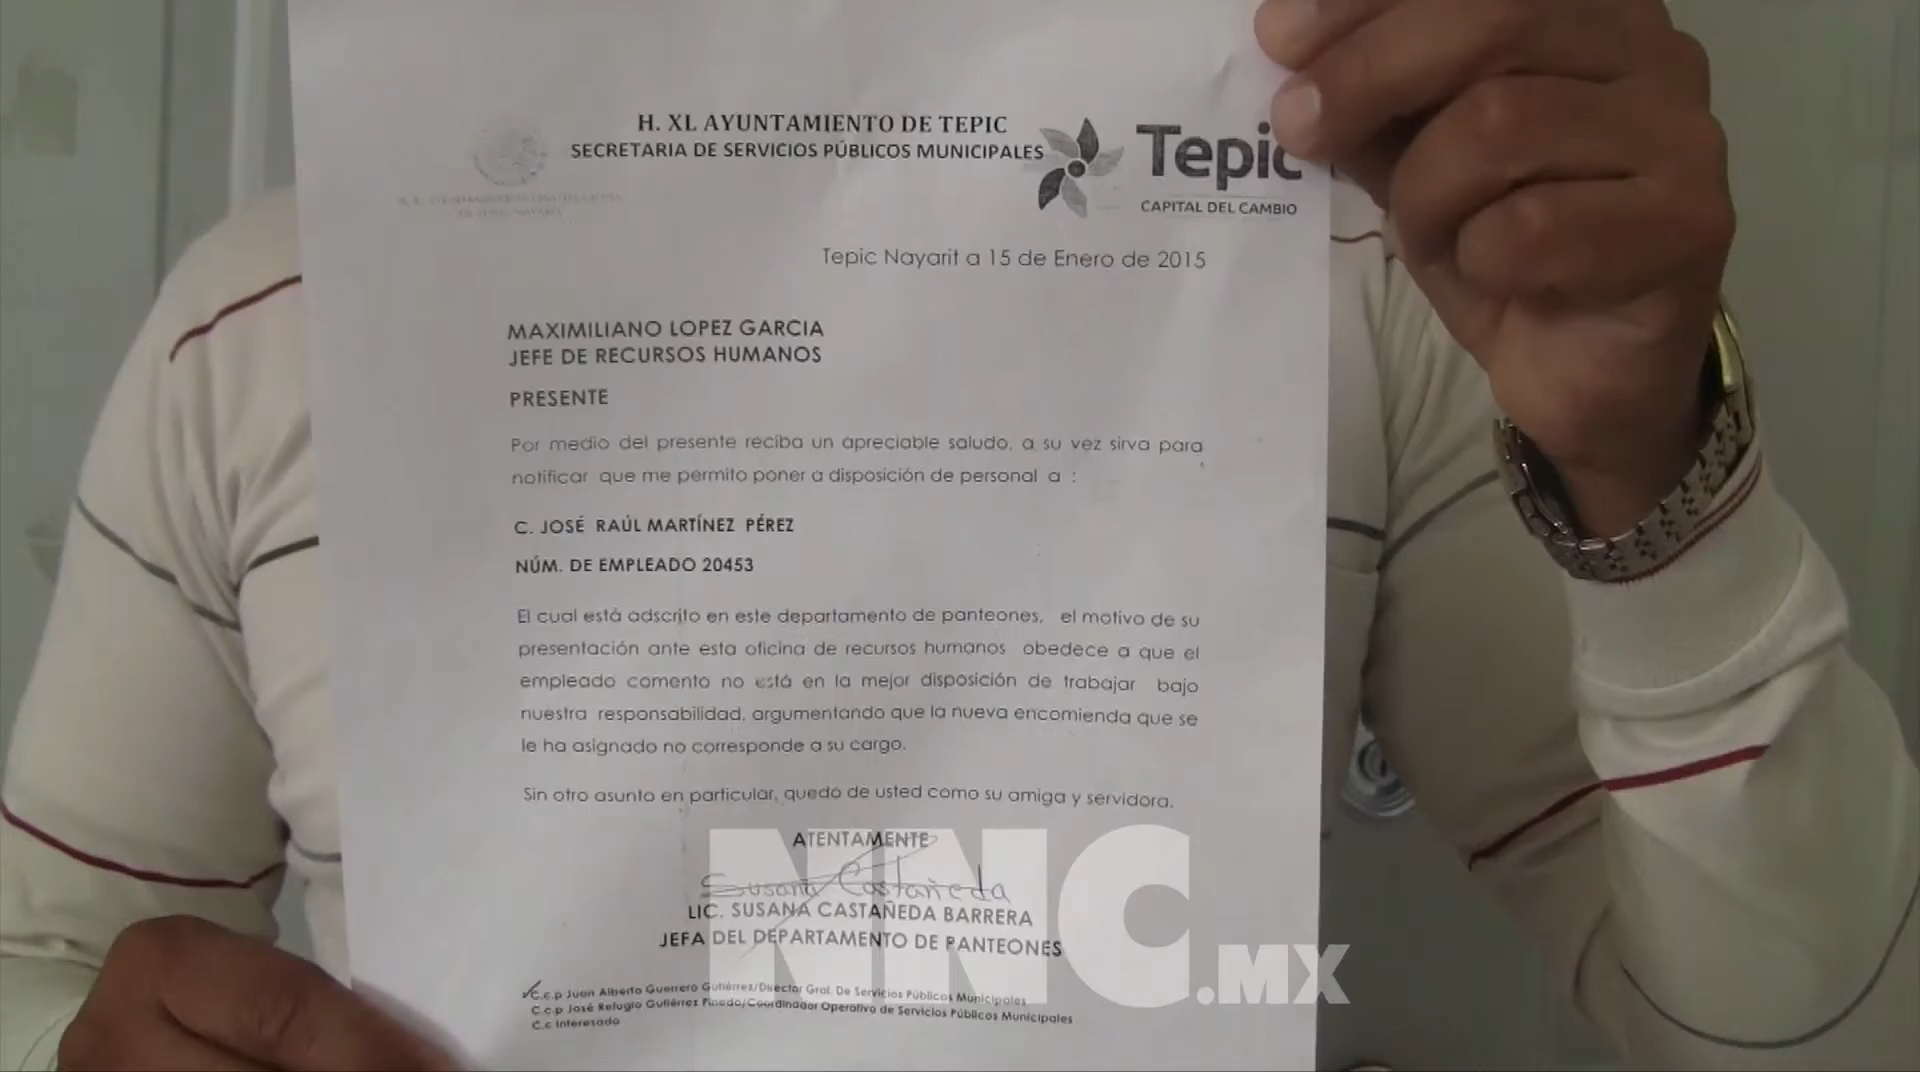 H. XL AYUNTAMIENTO DE TEPIC
SECRETARIA DE SERVICIOS PÚBLICOS MUNICIPALES
Tepic
CAPITAL DEL CAMBIO
Tepic Nayarit a 15 de Enero de 2015
MAXIMILIANO LOPEZ GARCIA
JEFE DE RECURSOS HUMANOS
PRESENTE
Por medio del presente reciba un apreciable saludo, a su vez sirva para
notificar que me permito poner a disposición de personal a :
C. JOSÉ RAÚL MARTÍNEZ PÉREZ
NÚM. DE EMPLEADO 20453
El cual está adscrito en este departamento de panteones, el motivo de su
presentación ante esta oficina de recursos humanos obedece a que el
empleado comento no está en la mejor disposición de trabajar bajo
nuestra responsabilidad, argumentando que la nueva encomienda que se
le ha asignado no corresponde a su cargo.
Sin otro asunto en particular, quedo de usted como su amiga y servidora.
ATENTAMENTE
Susana Castañeda
LIC. SUSANA CASTAÑEDA BARRERA
JEFA DEL DEPARTAMENTO DE PANTEONES
C.c.p Juan Alberto Guerrero Gutiérrez/Director Gral. De Servicios Públicos Municipales
C.c.p José Refugio Gutiérrez Pinedo/Coordinador Operativo de Servicios Públicos Municipales
C.c Interesado
NNC.MX